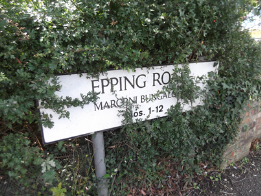 EPPING RO
MARCONI BUNGAL
NOS. 1-12